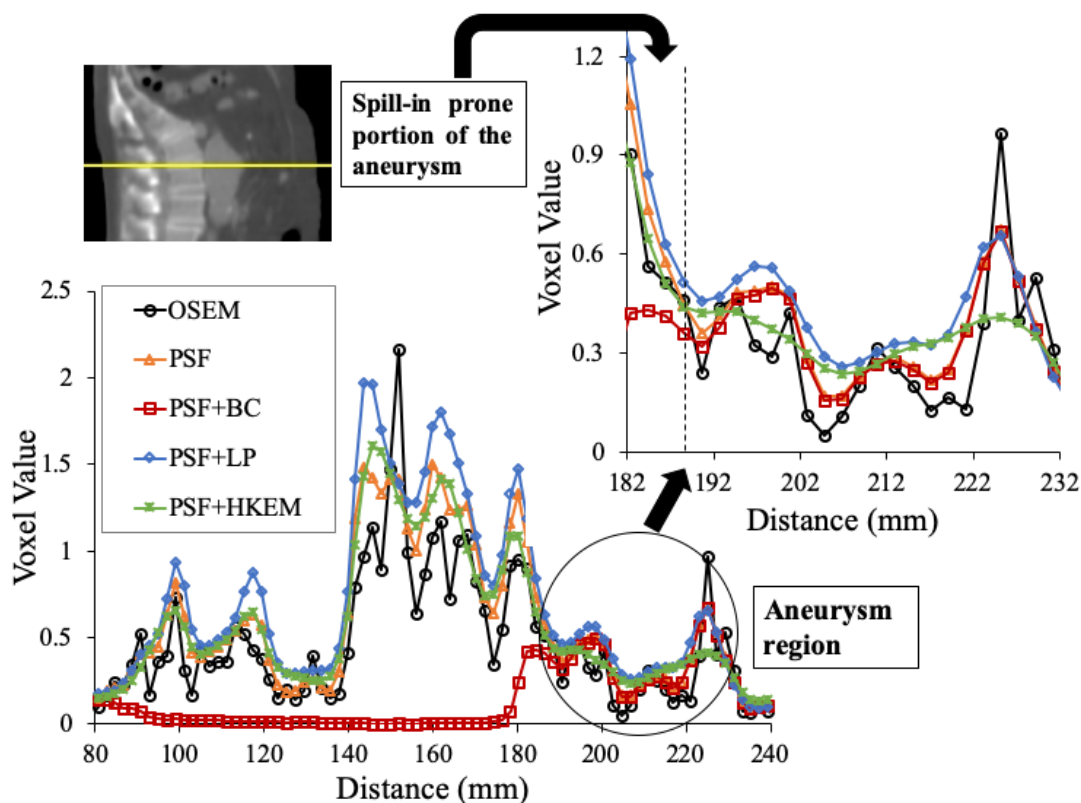 Spill-in prone
portion of the
aneurysm
Voxel Value
1.2
0.9
0.6
0.3
0
182 192 202 212 222 232
Distance (mm)
Voxel Value
2.5
2
1.5
1
0.5
0
OSEM
PSF
PSF+BC
PSF+LP
PSF+HKEM
Aneurysm
region
80 100 120 140 160 180 200 220 240
Distance (mm)